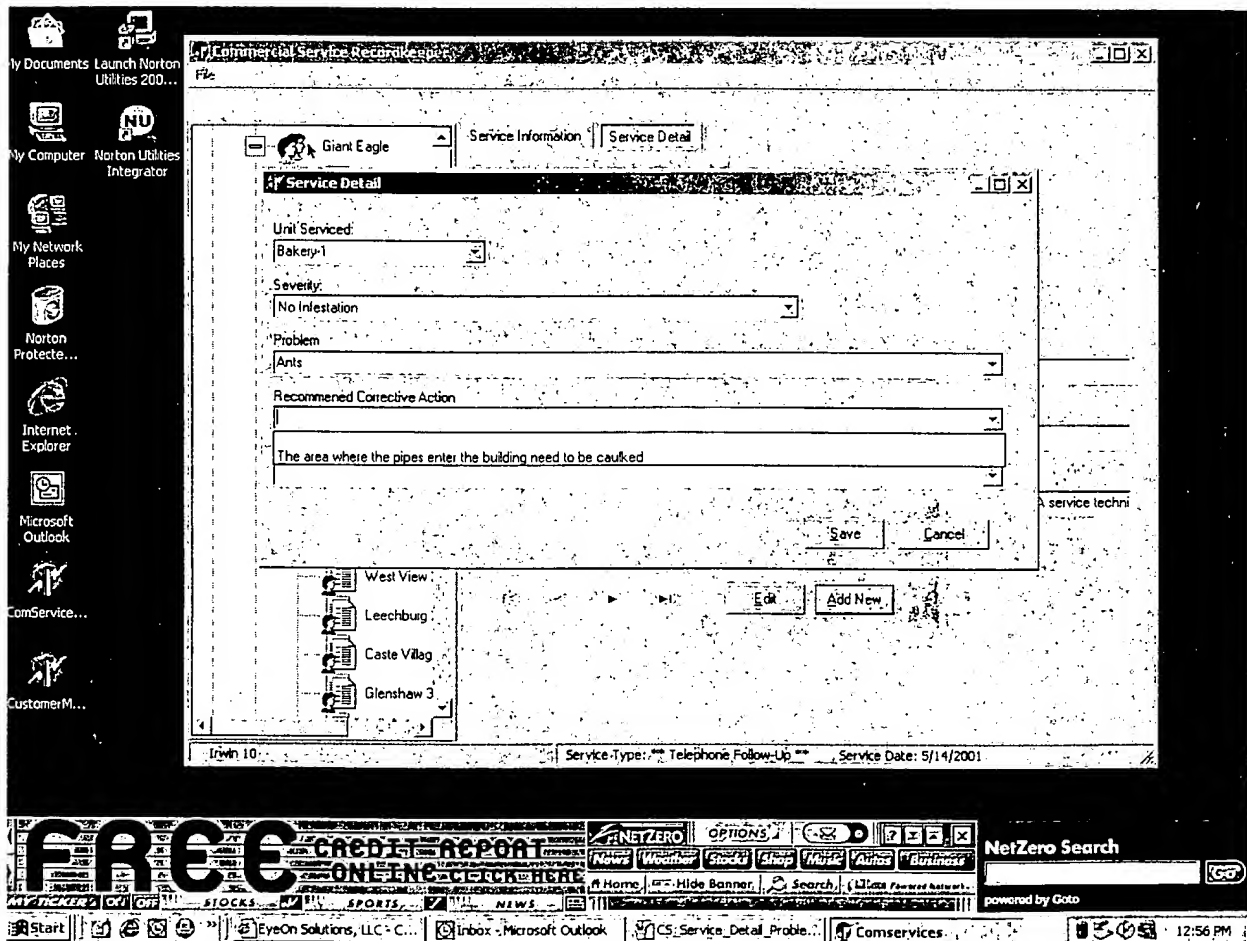 My Documents
Launch Norton
Utilities 200...
My Computer
Norton Utilities
Integrator
NU
My Network
Places
Norton
Protecte...
Internet
Explorer
Microsoft
Outlook
ComService...
CustomerM...
Commercial Service Recordkeeper
File
Giant Eagle
Service Information
Service Detail
Service Detail
Unit Serviced:
Bakery-1
Severity:
No Infestation
Problem
Ants
Recommened Corrective Action
The area where the pipes enter the building need to be caulked
A service techni
Save
Cancel
West View
Leechburg
Caste Villag
Glenshaw 3
Edit
Add New
Irwin 10
Service Type: ** Telephone Follow-Up **
Service Date: 5/14/2001
FREE
CREDIT REPORT
ONLINE-CLICK HERE
NETZERO
OPTIONS
News Weather Stocks Shop Music Autos Business
Home
Hide Banner
Search
MY TICKERS On Off STOCKS SPORTS NEWS
NetZero Search
Go
powered by Goto
Start
EyeOn Solutions, LLC - C...
Inbox - Microsoft Outlook
CS_Service_Detail_Proble...
Comservices
12:56 PM